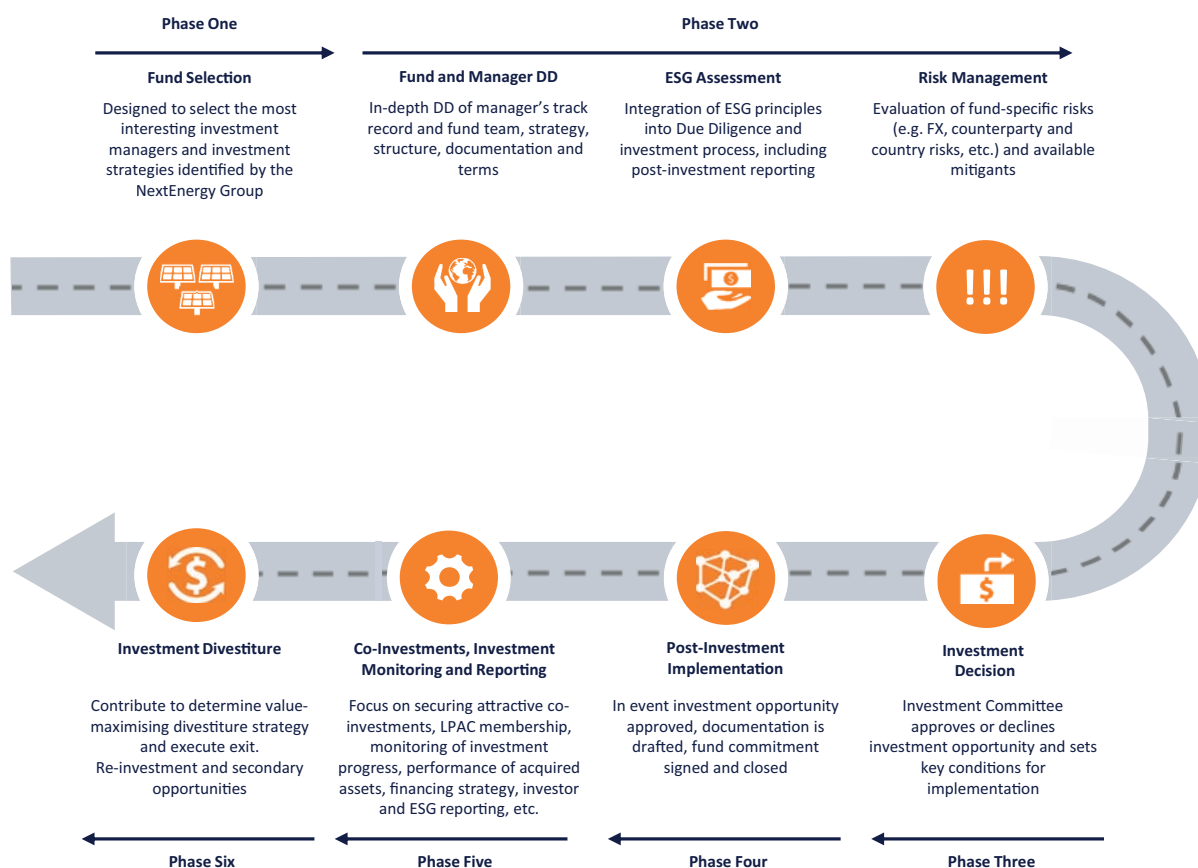 Phase One
Phase Two
Fund Selection
Designed to select the most
interesting investment
managers and investment
strategies identified by the
NextEnergy Group
Fund and Manager DD
In-depth DD of manager's track
record and fund team, strategy,
structure, documentation and
terms
ESG Assessment
Integration of ESG principles
into Due Diligence and
investment process, including
post-investment reporting
Risk Management
Evaluation of fund-specific risks
(e.g. FX, counterparty and
country risks, etc.) and available
mitigants
!!!
$
$
$
Investment Divestiture
Contribute to determine value-
maximising divestiture strategy
and execute exit.
Re-investment and secondary
opportunities
Co-Investments, Investment
Monitoring and Reporting
Focus on securing attractive co-
investments, LPAC membership,
monitoring of investment
progress, performance of acquired
assets, financing strategy, investor
and ESG reporting, etc.
Post-Investment
Implementation
In event investment opportunity
approved, documentation is
drafted, fund commitment
signed and closed
Investment
Decision
Investment Committee
approves or declines
investment opportunity and sets
key conditions for
implementation
Phase Six
Phase Five
Phase Four
Phase Three